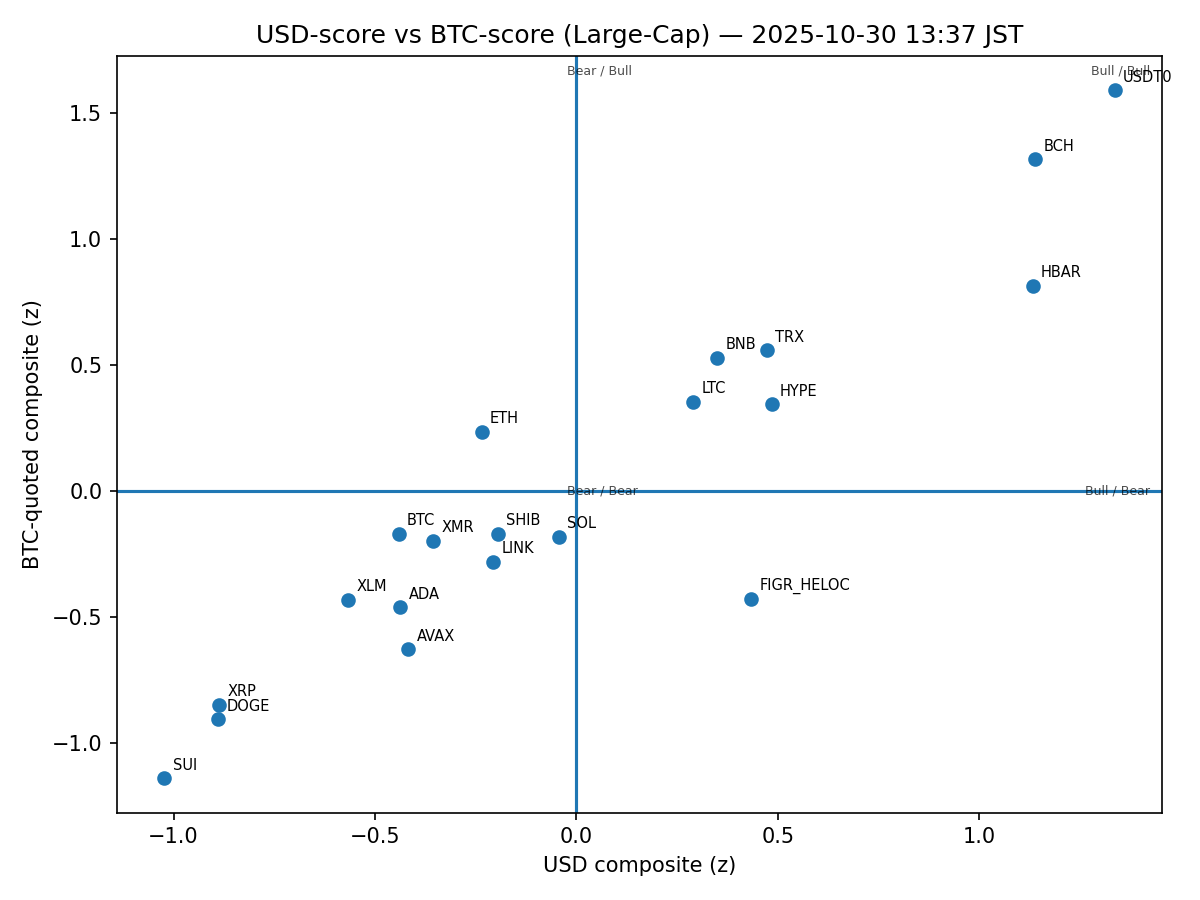 USD-score vs BTC-score (Large-Cap) — 2025-10-30 13:37 JST
Bear / Bull
Bull / Bull
USDT0
1.5
BCH
1.0
HBAR
TRX
BNB
0.5
LTC
HYPE
ETH
0.0
Bear / Bear
Bull / Bear
BTC
XMR
SHIB
SOL
LINK
XLM
ADA
FIGR_HELOC
−0.5
AVAX
XRP
DOGE
−1.0
SUI
−1.0
−0.5
0.0
0.5
1.0
USD composite (z)
BTC-quoted composite (z)